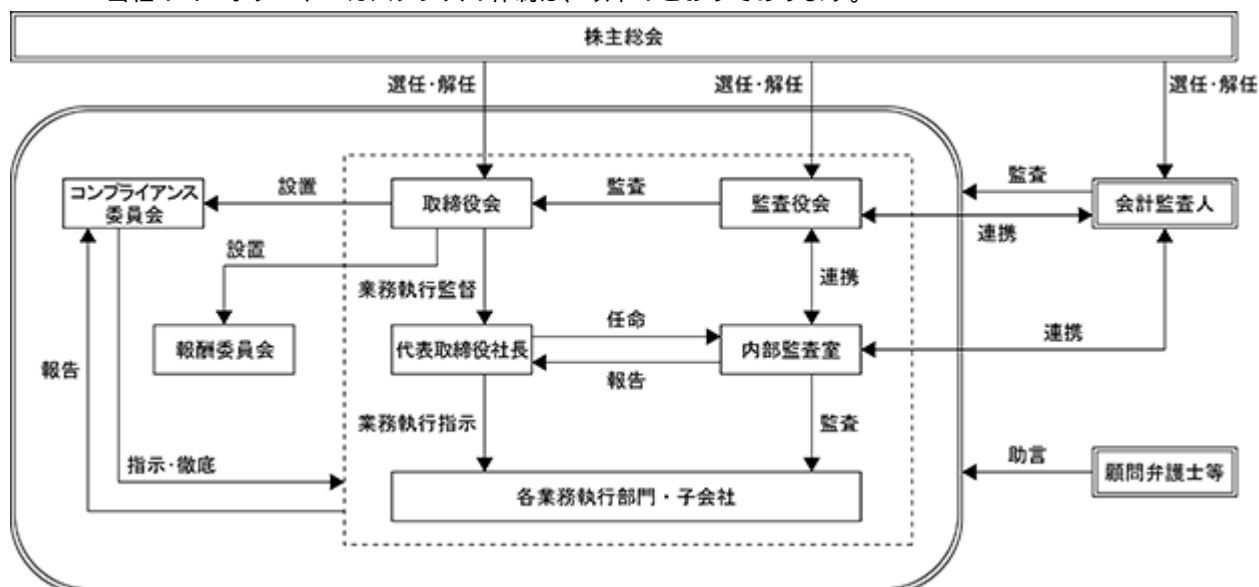 株主総会
選任・解任
選任・解任
選任・解任
コンプライアンス
委員会
設置
取締役会
監査
監査役会
監査
会計監査人
連携
設置
業務執行監督
連携
報酬委員会
代表取締役社長
任命
内部監査室
連携
報告
報告
業務執行指示
監査
指示・徹底
各業務執行部門・子会社
助言
顧問弁護士等